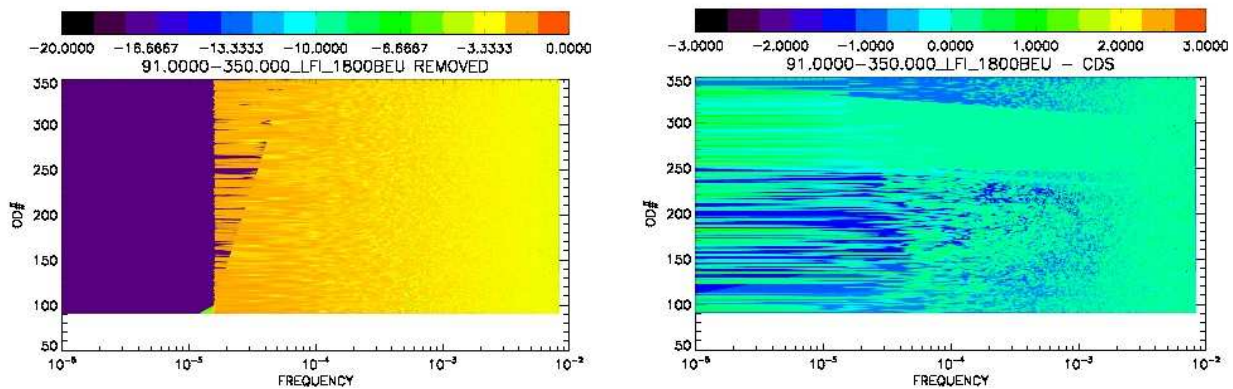 -20.0000 -16.6667 -13.3333 -10.0000 -6.6667 -3.3333 0.0000
91.0000-350.000_LFI_1800BEU REMOVED
350
300
250
200
150
100
50
OD#
10⁻⁶ 10⁻⁵ 10⁻⁴ 10⁻³ 10⁻²
FREQUENCY
-3.0000 -2.0000 -1.0000 0.0000 1.0000 2.0000 3.0000
91.0000-350.000_LFI_1800BEU - CDS
350
300
250
200
150
100
50
OD#
10⁻⁶ 10⁻⁵ 10⁻⁴ 10⁻³ 10⁻²
FREQUENCY